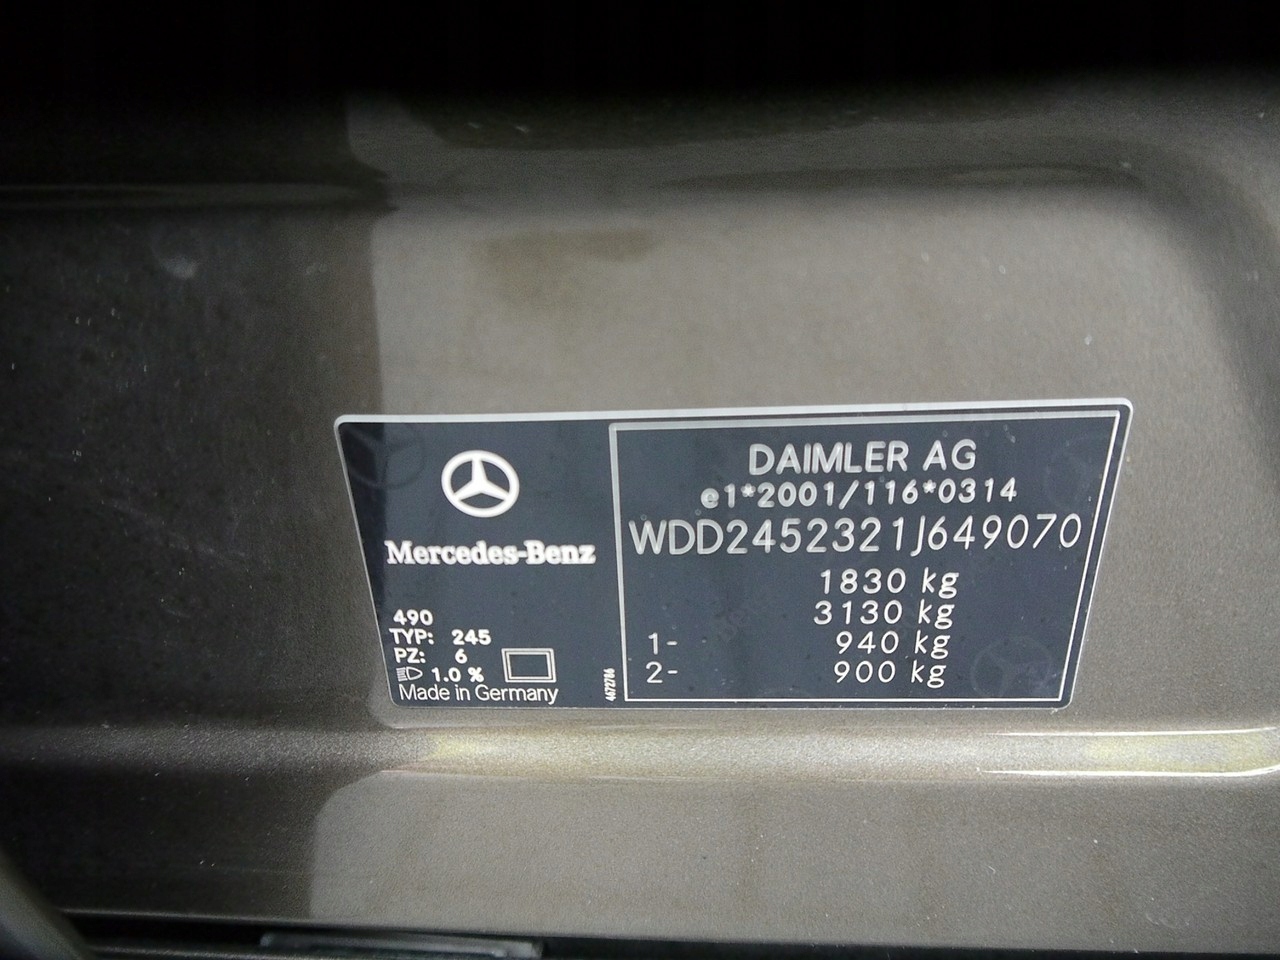 Mercedes-Benz
490
TYP: 245
PZ: 6
1.0 %
Made in Germany
4672786
DAIMLER AG
e1*2001/116*0314
WDD2452321J649070
1830 kg
3130 kg
1- 940 kg
2- 900 kg